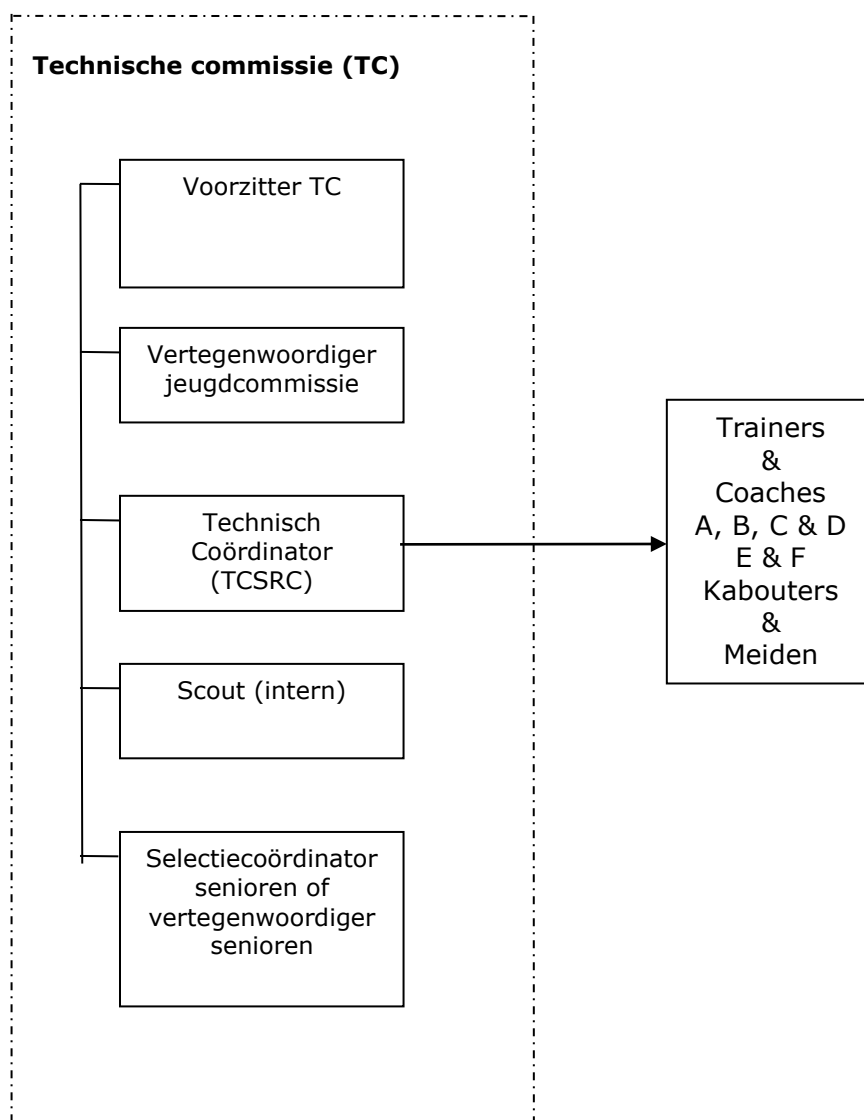 Technische commissie (TC)
Voorzitter TC
Vertegenwoordiger
jeugdcommissie
Technisch
Coördinator
(TCSRC)
Scout (intern)
Selectiecoördinator
senioren of
vertegenwoordiger
senioren
Trainers
&
Coaches
A, B, C & D
E & F
Kabouters
&
Meiden